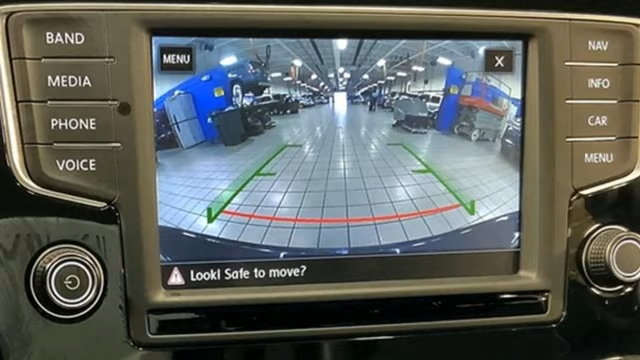 BAND
MEDIA
PHONE
VOICE
MENU
X
Look! Safe to move?
NAV
INFO
CAR
MENU